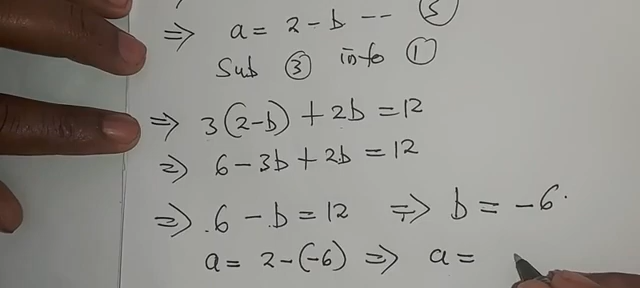 ⇒ a = 2 - b --- ③
Sub ③ into ①
⇒ 3(2-b) + 2b = 12
⇒ 6 - 3b + 2b = 12
⇒ 6 - b = 12 ⇒ b = -6.
a = 2 - (-6) ⇒ a =